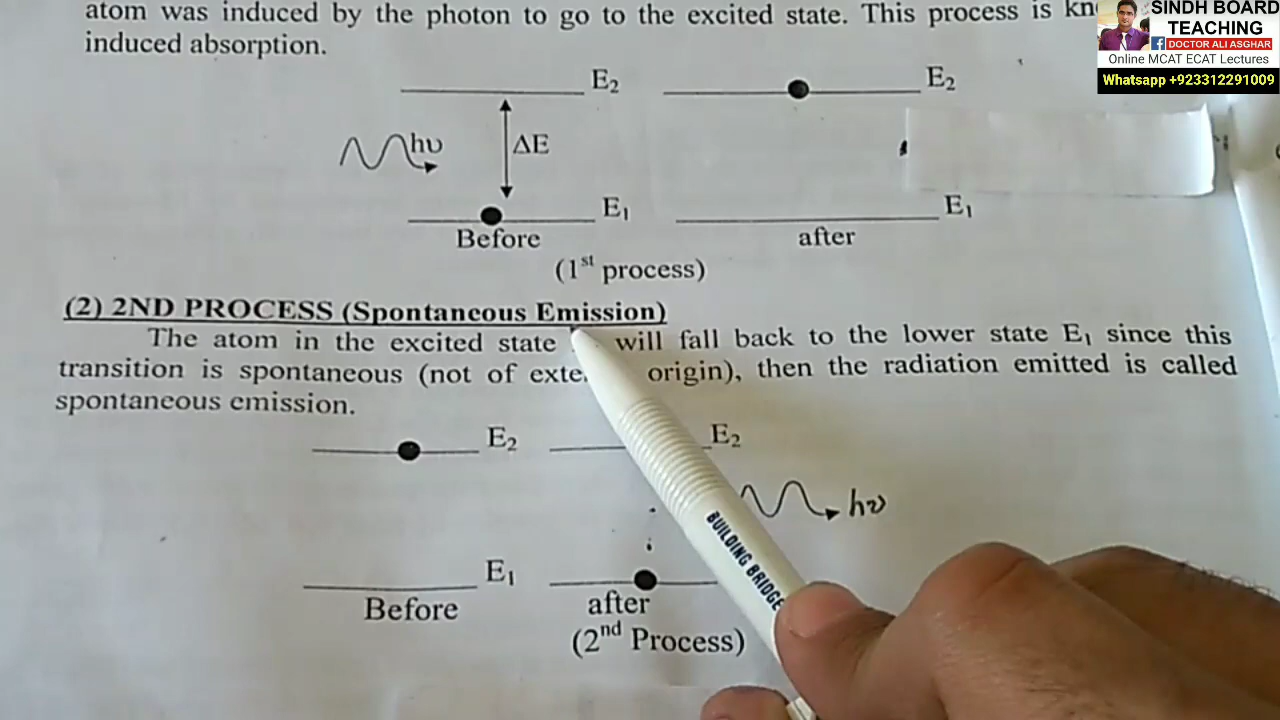 atom was induced by the photon to go to the excited state. This process is
induced absorption.
SINDH BOARD
TEACHING
DOCTOR ALI ASGHAR
Online MCAT ECAT Lectures
Whatsapp +923312291009
E₂ E₂
hυ ΔE
E₁ E₁
Before after
(1st process)
(2) 2ND PROCESS (Spontaneous Emission)
The atom in the excited state will fall back to the lower state E₁ since this
transition is spontaneous (not of origin), then the radiation emitted is called
spontaneous emission.
E₂ E₂
hν
E₁
Before after
(2nd Process)
BUILDING BRIDGE